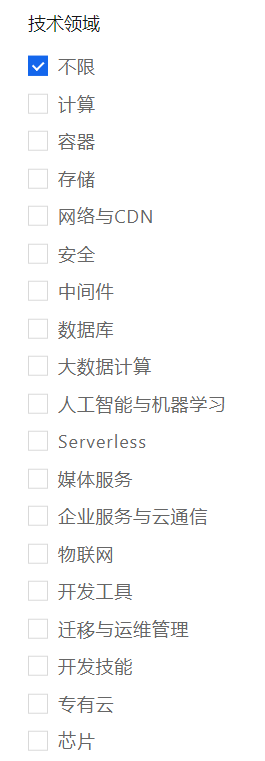 技术领域
不限
计算
容器
存储
网络与CDN
安全
中间件
数据库
大数据计算
人工智能与机器学习
Serverless
媒体服务
企业服务与云通信
物联网
开发工具
迁移与运维管理
开发技能
专有云
芯片